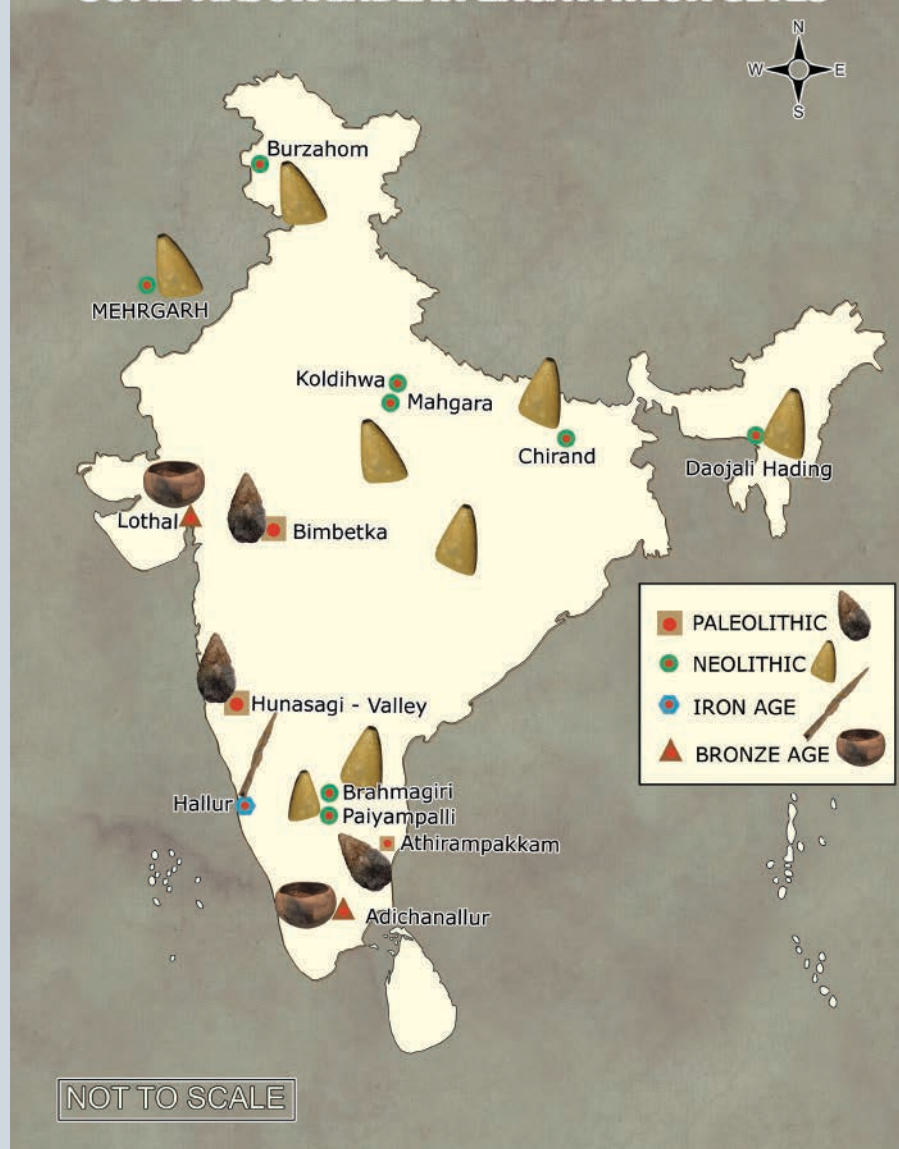 N
W E
S
Burzahom
MEHRGARH
Koldihwa
Mahgara
Chirand
Daojali Hading
Lothal
Bimbetka
PALEOLITHIC
NEOLITHIC
IRON AGE
BRONZE AGE
Hunasagi - Valley
Hallur
Brahmagiri
Paiyampalli
Athirampakkam
Adichanallur
NOT TO SCALE